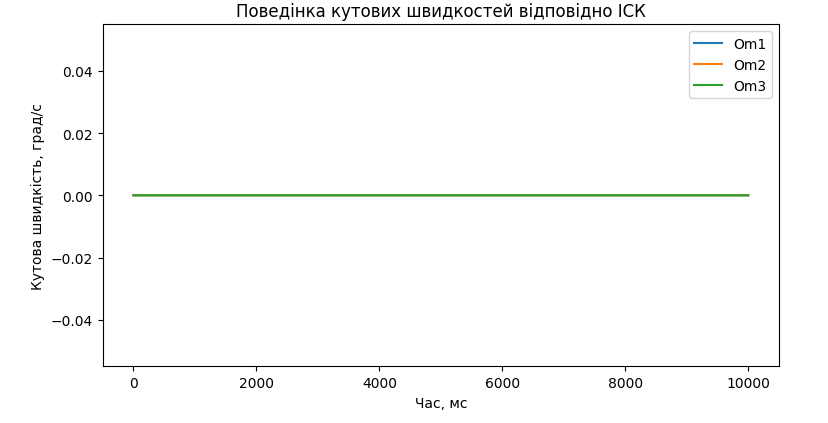 Поведінка кутових швидкостей відповідно ІСК
Om1
Om2
Om3
Кутова швидкість, град/с
0.04
0.02
0.00
−0.02
−0.04
0 2000 4000 6000 8000 10000
Час, мс